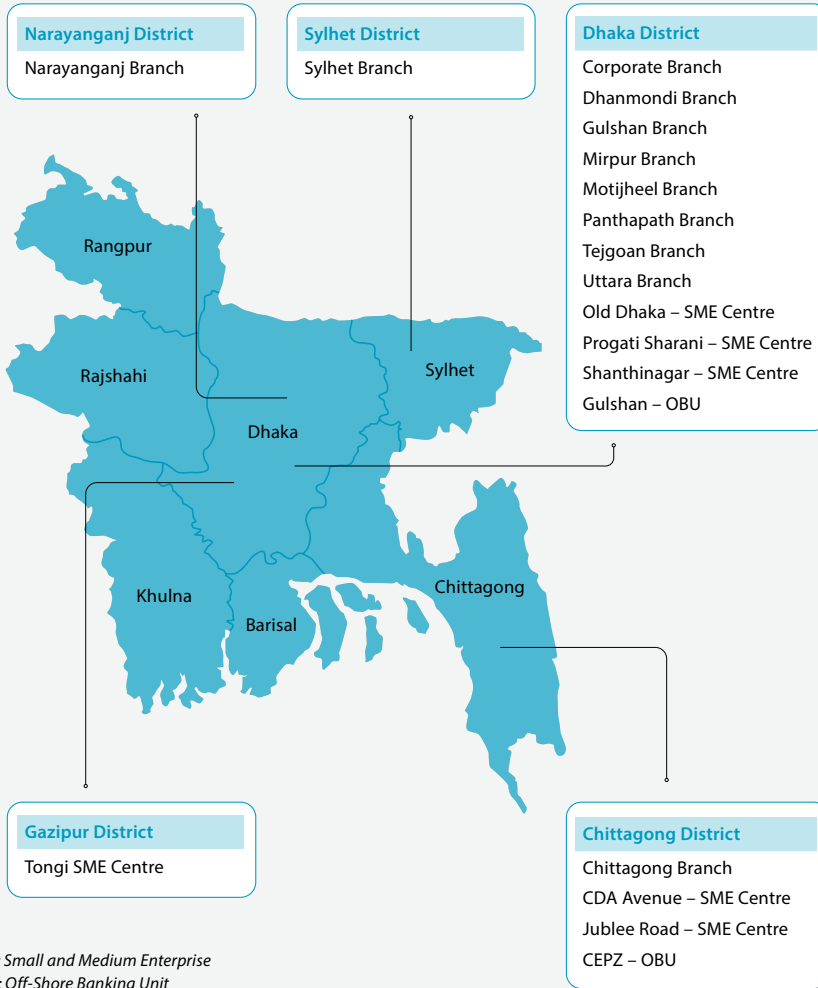 Narayanganj District
Narayanganj Branch
Sylhet District
Sylhet Branch
Dhaka District
Corporate Branch
Dhanmondi Branch
Gulshan Branch
Mirpur Branch
Motijheel Branch
Panthapath Branch
Tejgoan Branch
Uttara Branch
Old Dhaka – SME Centre
Progati Sharani – SME Centre
Shanthinagar – SME Centre
Gulshan – OBU
Rangpur
Rajshahi
Sylhet
Dhaka
Khulna
Barisal
Chittagong
Gazipur District
Tongi SME Centre
Chittagong District
Chittagong Branch
CDA Avenue – SME Centre
Jublee Road – SME Centre
CEPZ – OBU
: Small and Medium Enterprise
: Off-Shore Banking Unit